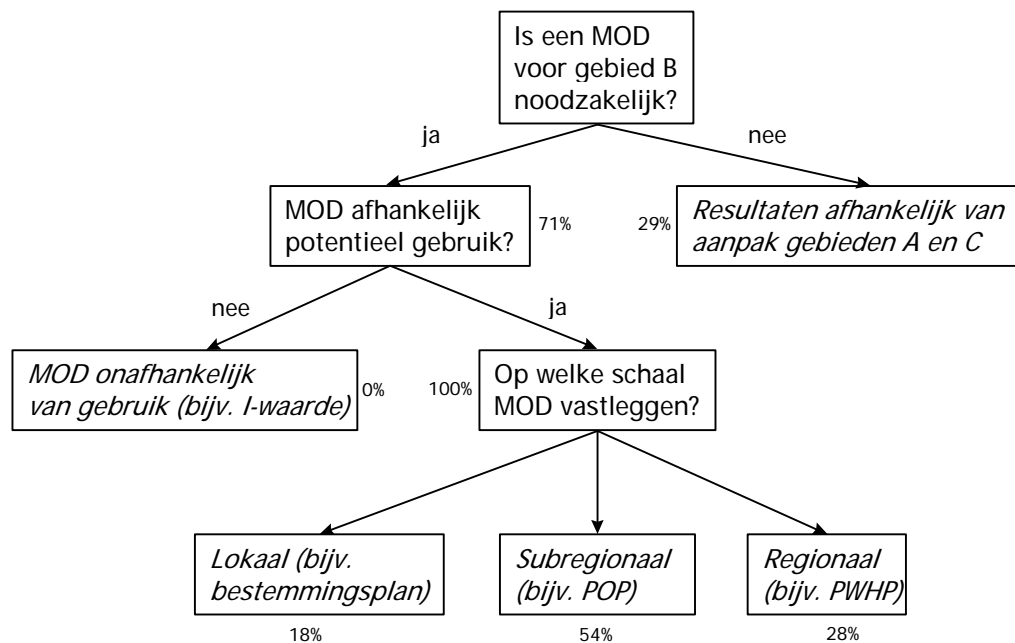 Is een MOD
voor gebied B
noodzakelijk?
ja
nee
MOD afhankelijk
potentieel gebruik?
71%
29%
Resultaten afhankelijk van
aanpak gebieden A en C
nee
ja
MOD onafhankelijk
van gebruik (bijv. I-waarde)
0%
100%
Op welke schaal
MOD vastleggen?
Lokaal (bijv.
bestemmingsplan)
Subregionaal
(bijv. POP)
Regionaal
(bijv. PWHP)
18%
54%
28%